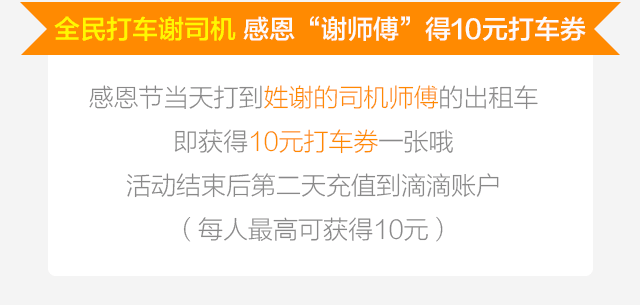 全民打车谢司机 感恩“谢师傅”得10元打车券
感恩节当天打到姓谢的司机师傅的出租车
即获得10元打车券一张哦
活动结束后第二天充值到滴滴账户
（每人最高可获得10元）